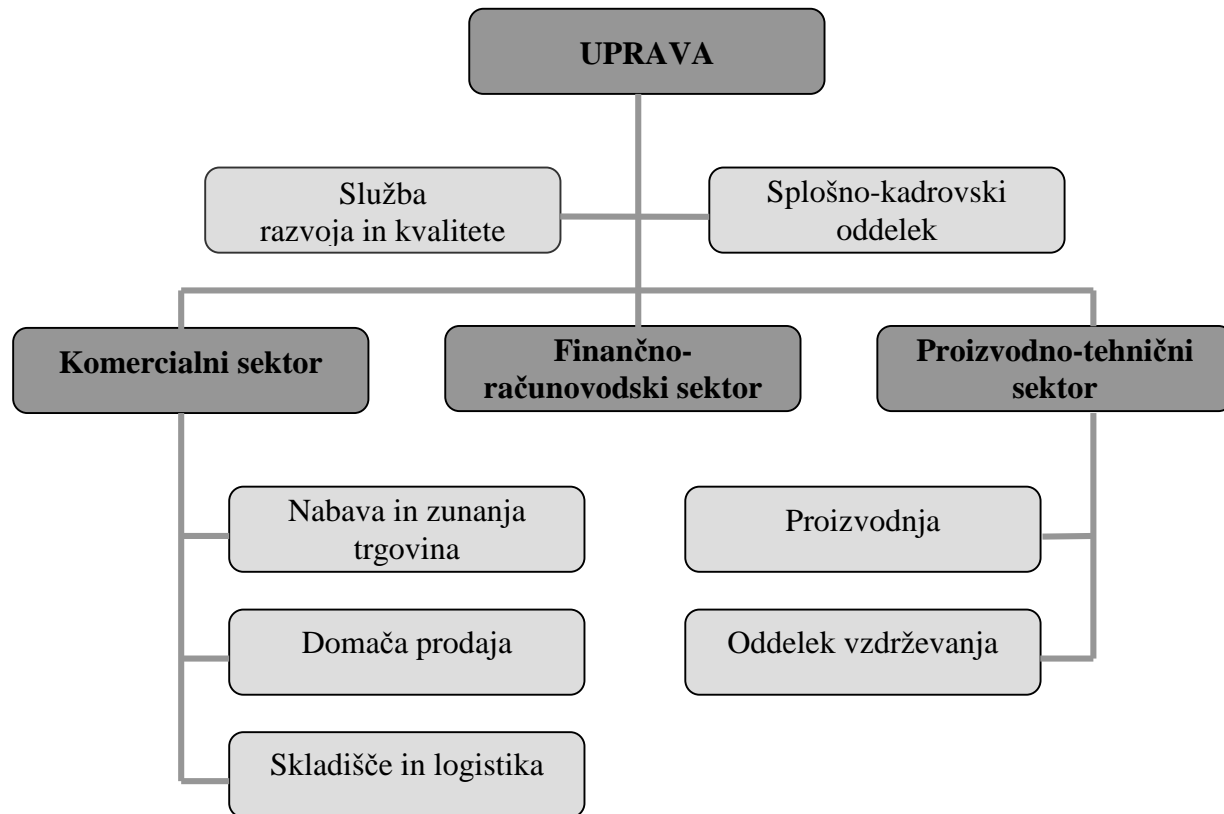 UPRAVA
Služba
razvoja in kvalitete
Splošno-kadrovski
oddelek
Komercialni sektor
Finančno-
računovodski sektor
Proizvodno-tehnični
sektor
Nabava in zunanja
trgovina
Domača prodaja
Skladišče in logistika
Proizvodnja
Oddelek vzdrževanja